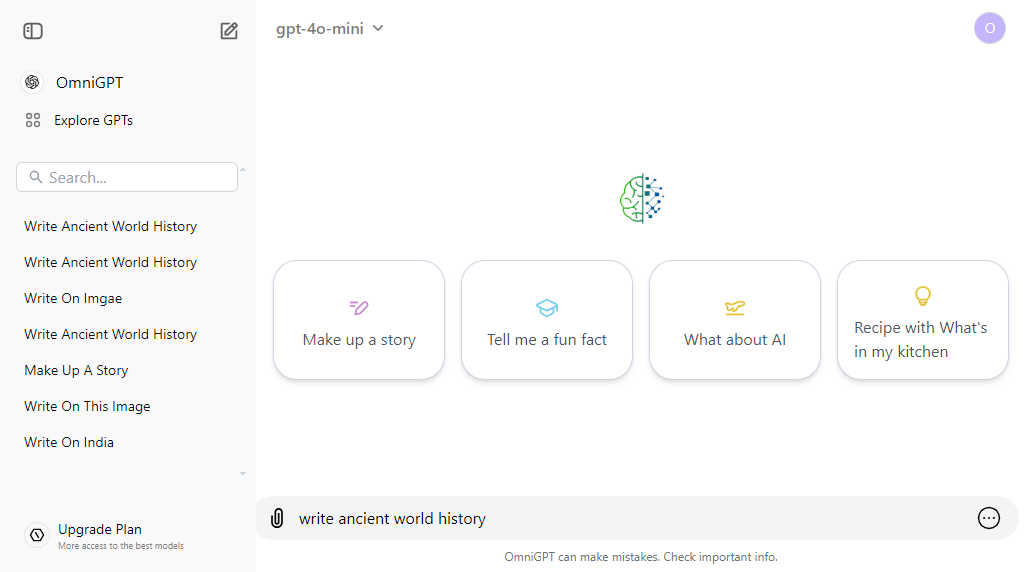 gpt-4o-mini
O
OmniGPT
Explore GPTs
Search...
Write Ancient World History
Write Ancient World History
Write On Imgae
Write Ancient World History
Make Up A Story
Write On This Image
Write On India
Upgrade Plan
More access to the best models
Make up a story
Tell me a fun fact
What about AI
Recipe with What's
in my kitchen
write ancient world history
OmniGPT can make mistakes. Check important info.